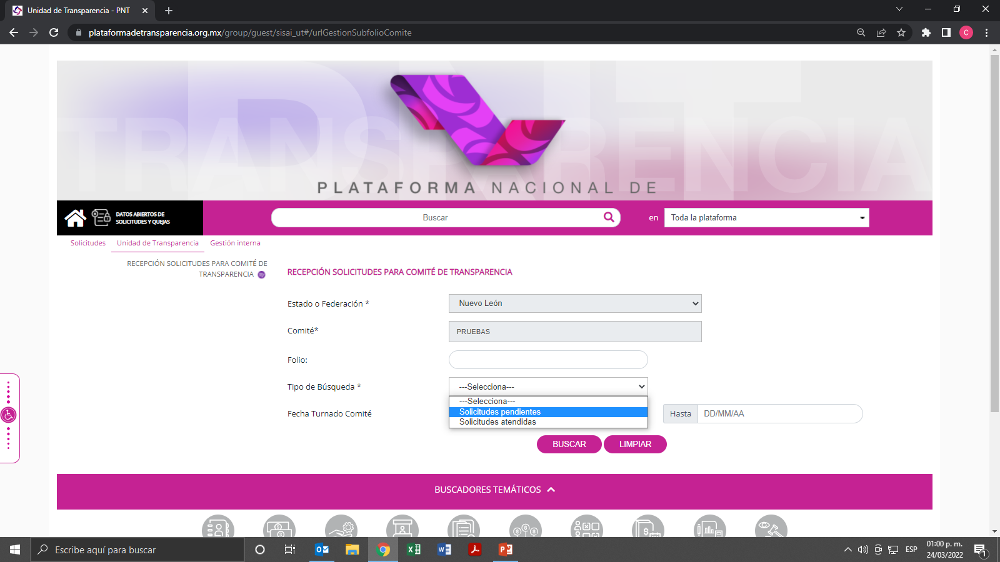 Unidad de Transparencia - PNT
plataformadetransparencia.org.mx/group/guest/sisai_ut#/urlGestionSubfolioComite
C
PNT
TRANSPARENCIA
PLATAFORMA NACIONAL DE
DATOS ABIERTOS DE
SOLICITUDES Y QUEJAS
Buscar
en
Toda la plataforma
Solicitudes
Unidad de Transparencia
Gestión interna
RECEPCIÓN SOLICITUDES PARA COMITÉ DE
TRANSPARENCIA
RECEPCIÓN SOLICITUDES PARA COMITÉ DE TRANSPARENCIA
Estado o Federación *
Nuevo León
Comité*
PRUEBAS
Folio:
Tipo de Búsqueda *
---Selecciona---
---Selecciona---
Solicitudes pendientes
Solicitudes atendidas
Fecha Turnado Comité
Hasta
DD/MM/AA
BUSCAR
LIMPIAR
BUSCADORES TEMÁTICOS
Escribe aquí para buscar
ESP
01:00 p. m.
24/03/2022
1